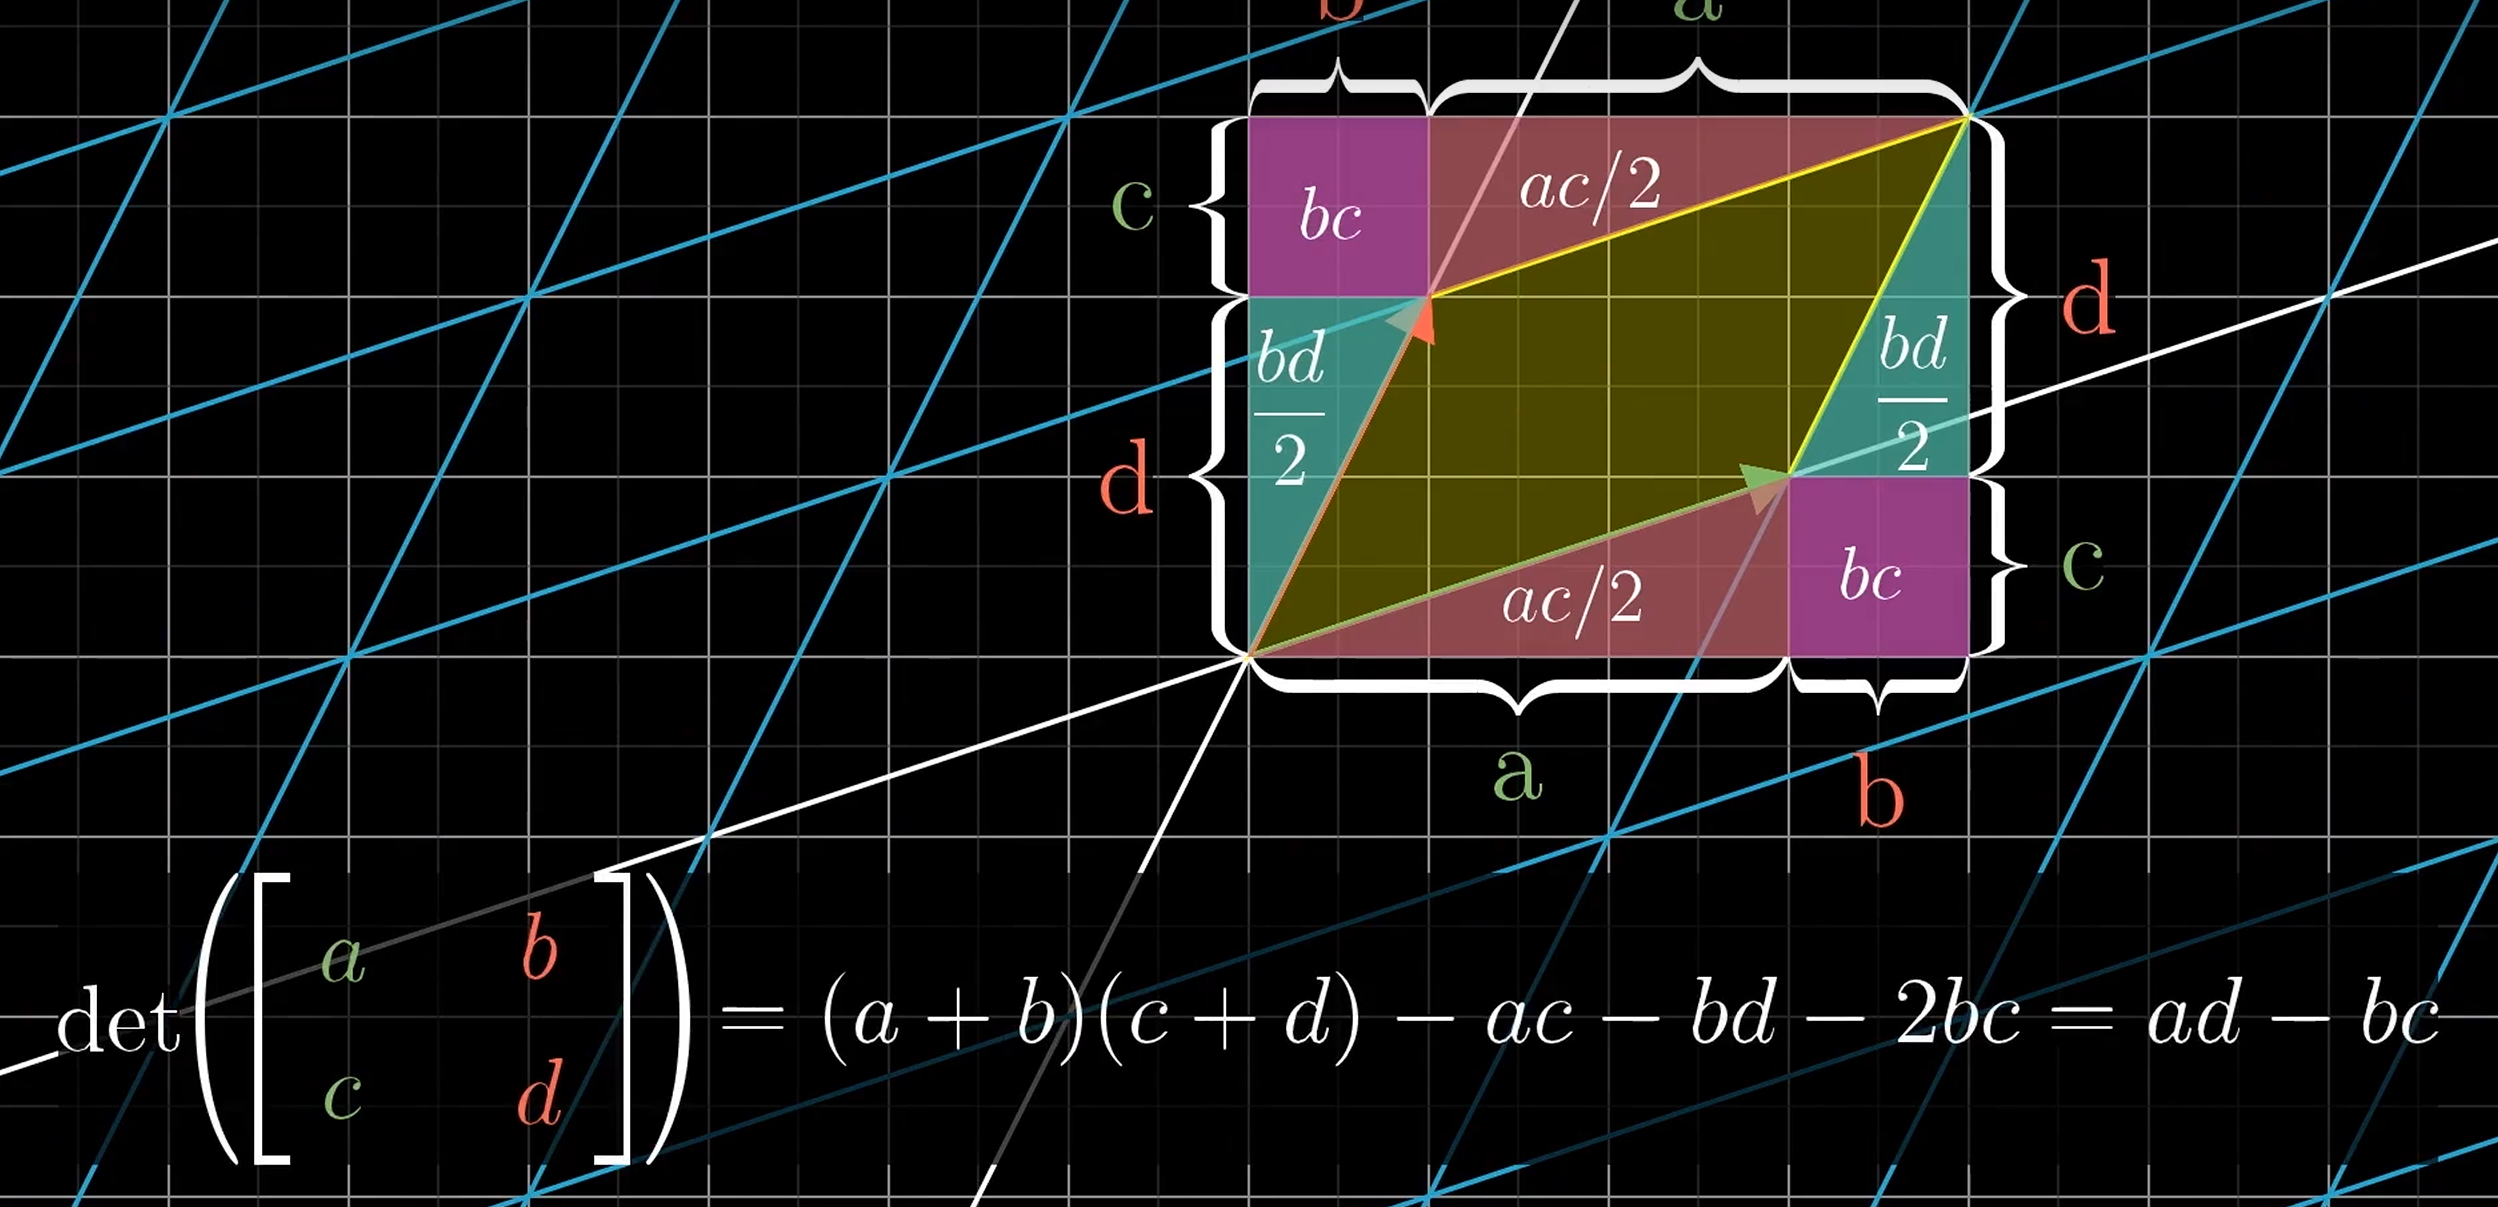 b a
c bc ac/2
d bd/2 bd/2 d
ac/2 bc c
a b
det([a b
c d]) = (a + b)(c + d) − ac − bd − 2bc = ad − bc